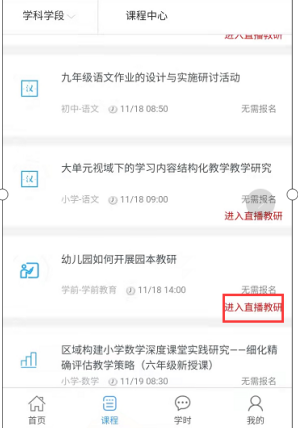 学科学段 课程中心
进入直播教研
九年级语文作业的设计与实施研讨活动
初中-语文 11/18 08:50 无需报名
大单元视域下的学习内容结构化教学教学研究
小学-语文 11/18 09:00 无需报名
进入直播教研
幼儿园如何开展园本教研
学前-学前教育 11/18 14:00 无需报名
进入直播教研
区域构建小学数学深度课堂实践研究——细化精
确评估教学策略（六年级新授课）
小学-数学 11/19 08:30 无需报名
首页 课程 学时 我的